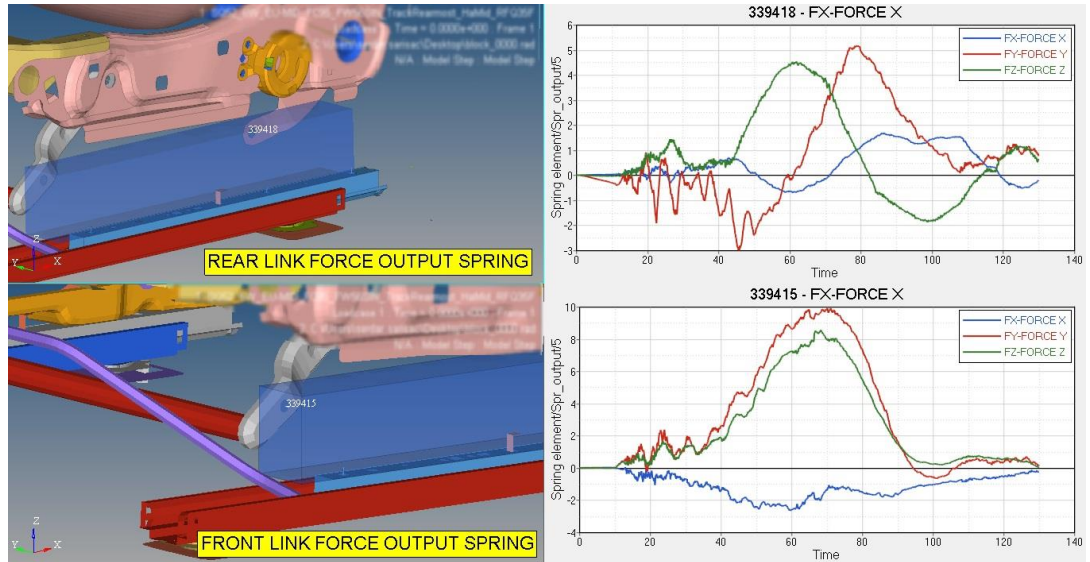 339418
Z
Y
X
REAR LINK FORCE OUTPUT SPRING
339418 - FX-FORCE X
FX-FORCE X
FY-FORCE Y
FZ-FORCE Z
Spring element/Spr_output/5
6
5
4
3
2
1
0
-1
-2
-3
0
20
40
60
80
100
120
140
Time
339415
Z
Y
X
FRONT LINK FORCE OUTPUT SPRING
339415 - FX-FORCE X
FX-FORCE X
FY-FORCE Y
FZ-FORCE Z
Spring element/Spr_output/5
10
8
6
4
2
0
-2
-4
0
20
40
60
80
100
120
140
Time